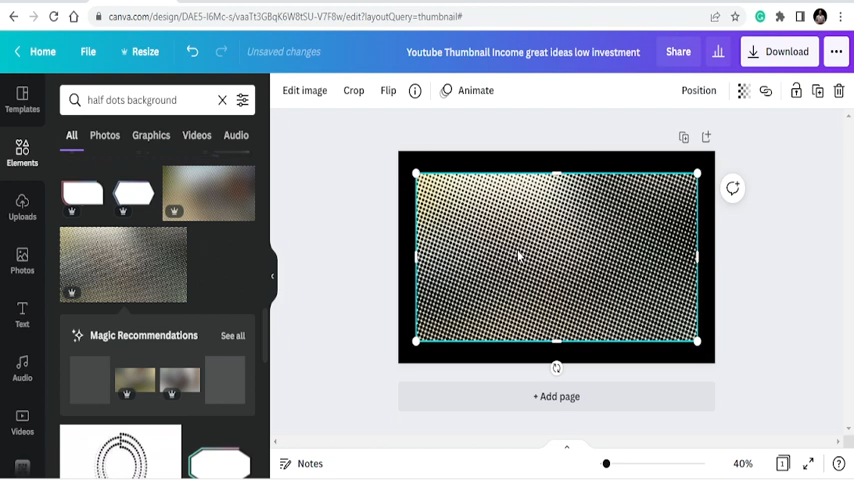 canva.com/design/DAE5-I6Mc-s/vaaTt3GBqK6W8tSU-V7F8w/edit?layoutQuery=thumbnail#
Home
File
Resize
Unsaved changes
Youtube Thumbnail Income great ideas low investment
Share
Download
half dots background
Edit image
Crop
Flip
Animate
Position
Templates
All
Photos
Graphics
Videos
Audio
Elements
Uploads
Photos
Text
Magic Recommendations
See all
Audio
+ Add page
Videos
Notes
40%
1